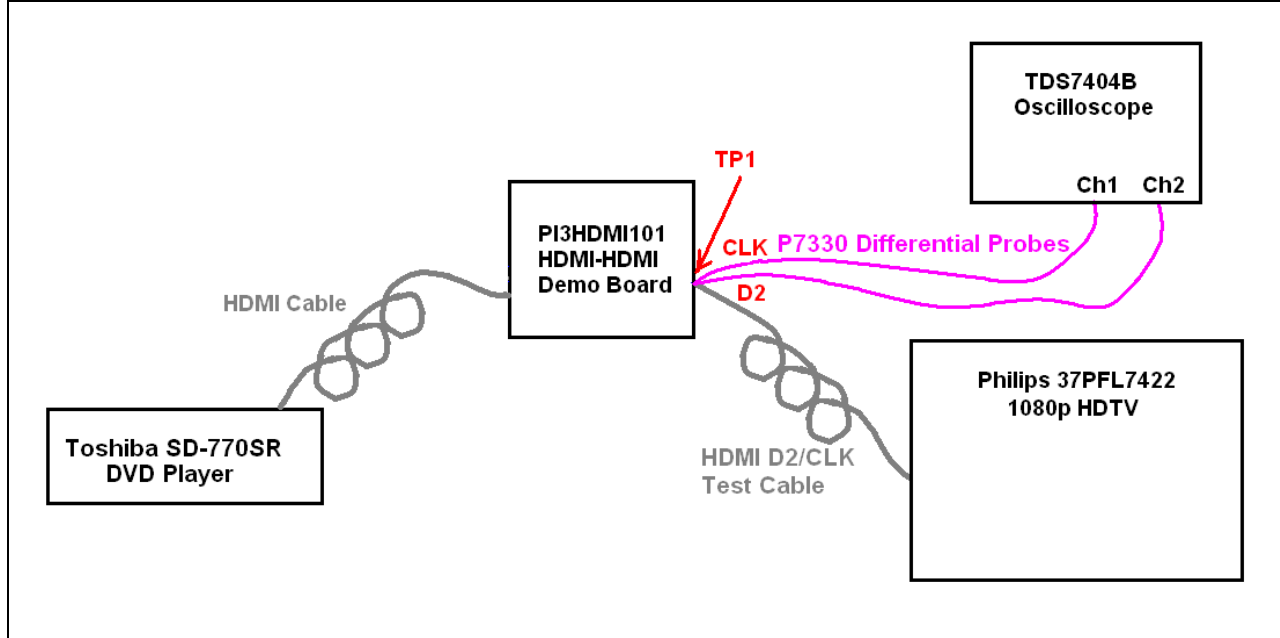 TDS7404B
Oscilloscope
Ch1 Ch2
TP1
PI3HDMI101
HDMI-HDMI
Demo Board
CLK
P7330 Differential Probes
D2
HDMI Cable
Philips 37PFL7422
1080p HDTV
Toshiba SD-770SR
DVD Player
HDMI D2/CLK
Test Cable